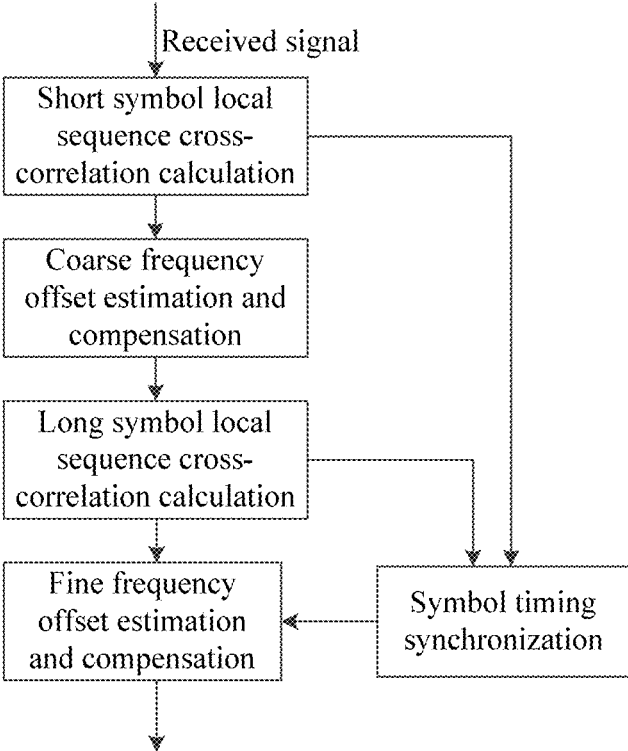 Received signal
Short symbol local
sequence cross-
correlation calculation
Coarse frequency
offset estimation and
compensation
Long symbol local
sequence cross-
correlation calculation
Fine frequency
offset estimation
and compensation
Symbol timing
synchronization